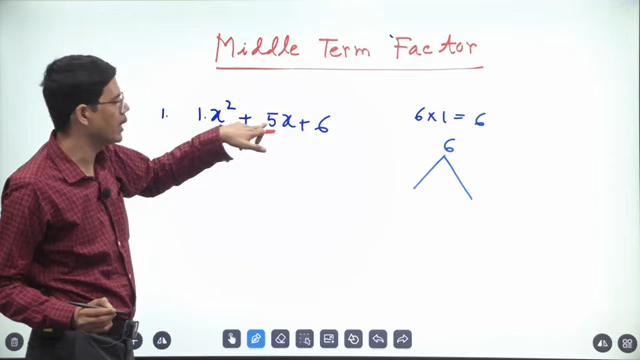 Middle Term Factor
1. 1.x² + 5x + 6
6 × 1 = 6
6